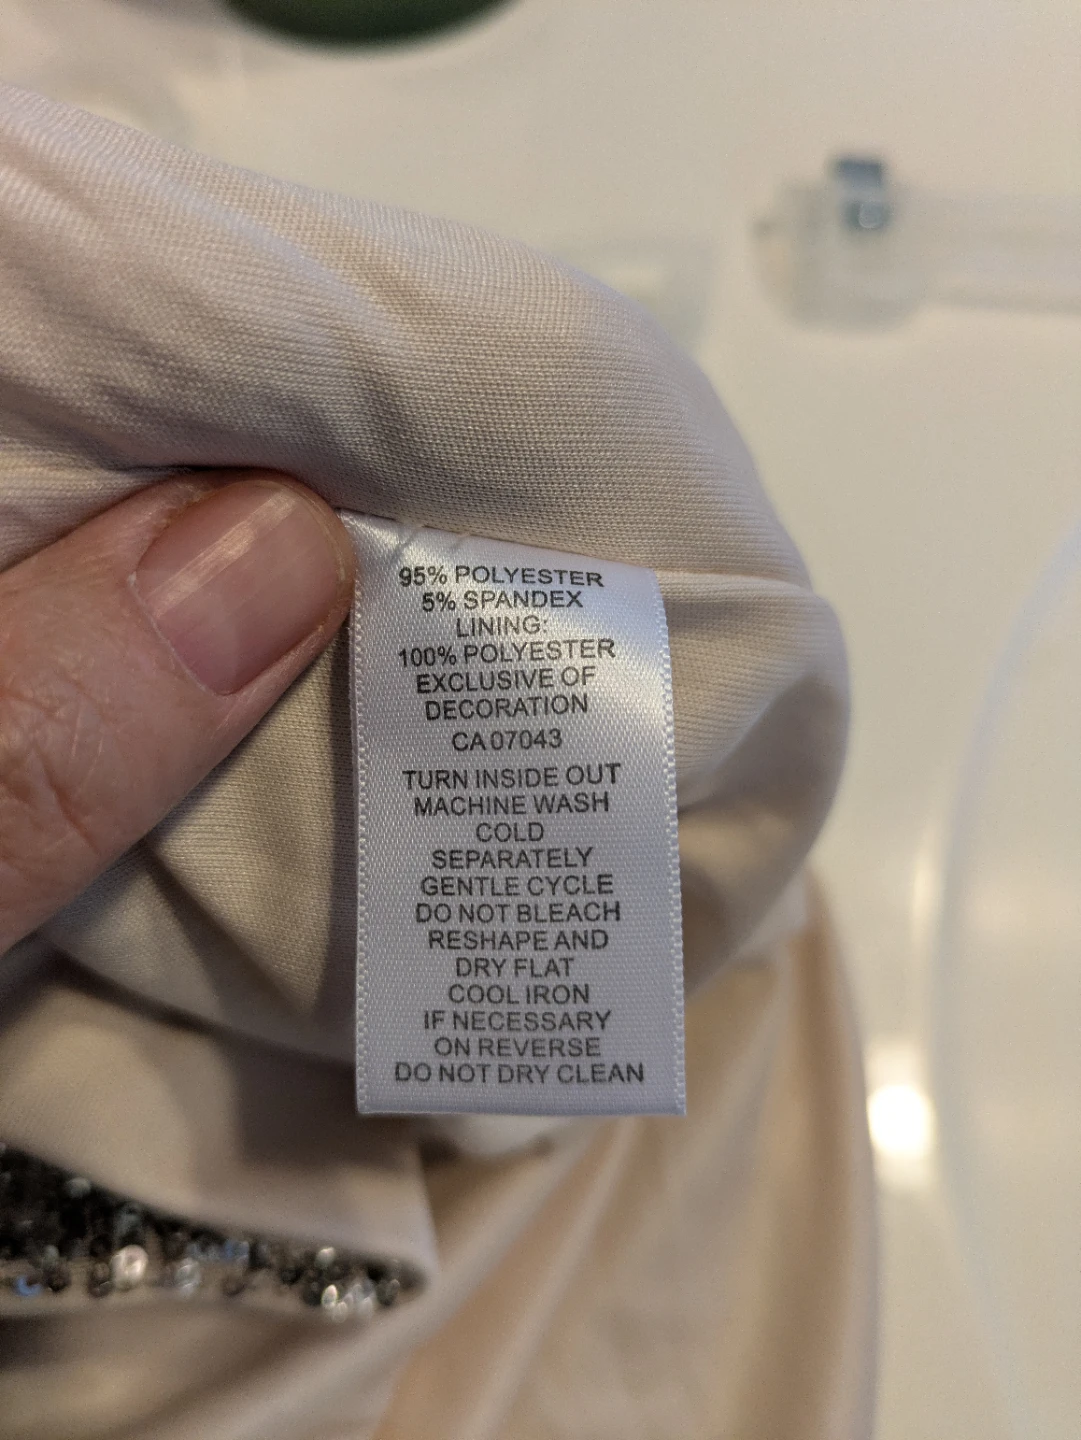 95% POLYESTER
5% SPANDEX
LINING:
100% POLYESTER
EXCLUSIVE OF
DECORATION
CA 07043
TURN INSIDE OUT
MACHINE WASH
COLD
SEPARATELY
GENTLE CYCLE
DO NOT BLEACH
RESHAPE AND
DRY FLAT
COOL IRON
IF NECESSARY
ON REVERSE
DO NOT DRY CLEAN